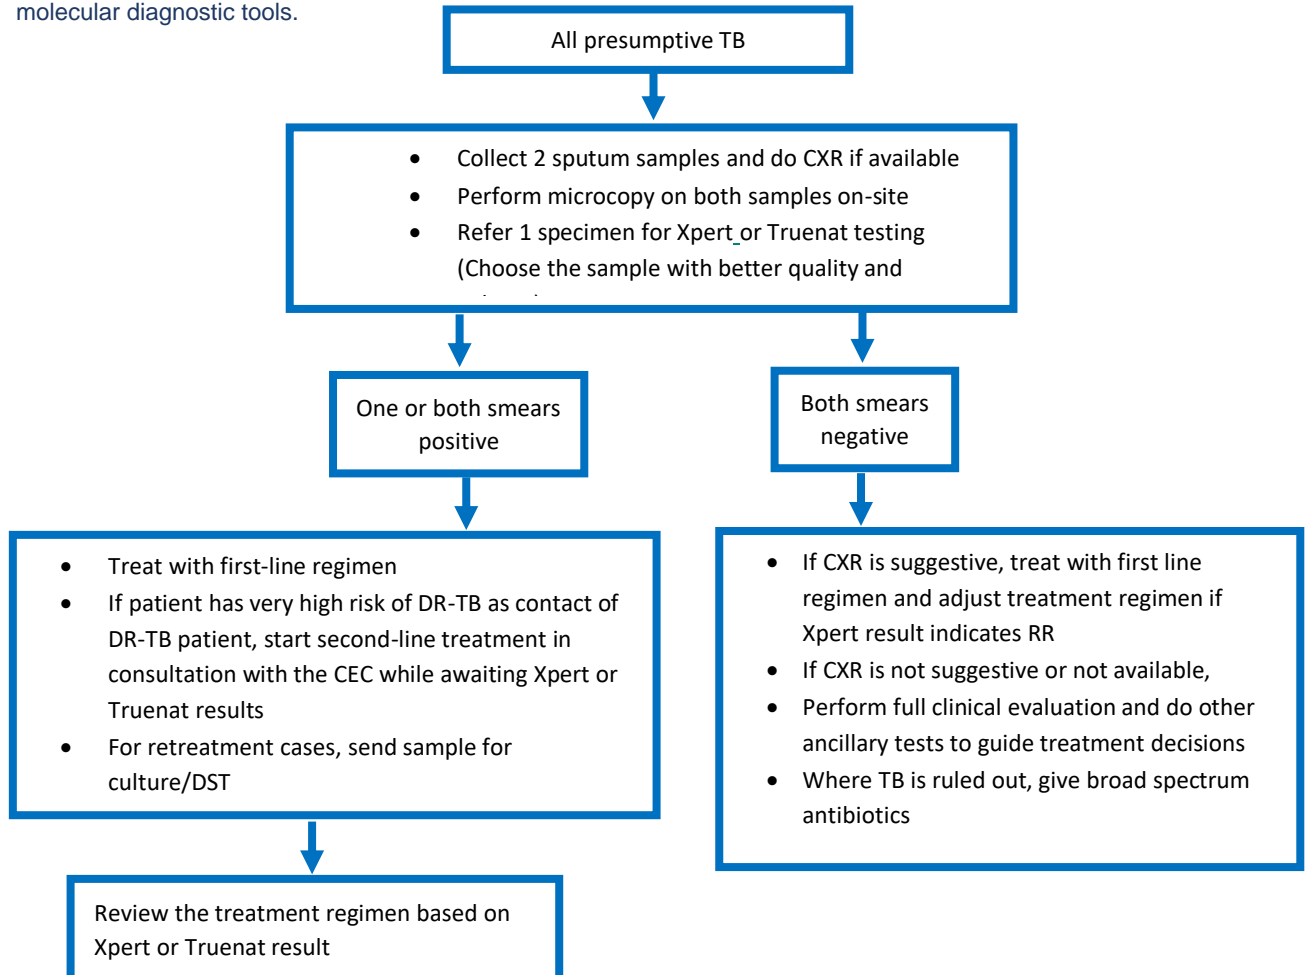 molecular diagnostic tools.
All presumptive TB
• Collect 2 sputum samples and do CXR if available
• Perform microcopy on both samples on-site
• Refer 1 specimen for Xpert or Truenat testing
(Choose the sample with better quality and
One or both smears
positive
Both smears
negative
• Treat with first-line regimen
• If patient has very high risk of DR-TB as contact of
DR-TB patient, start second-line treatment in
consultation with the CEC while awaiting Xpert or
Truenat results
• For retreatment cases, send sample for
culture/DST
• If CXR is suggestive, treat with first line
regimen and adjust treatment regimen if
Xpert result indicates RR
• If CXR is not suggestive or not available,
• Perform full clinical evaluation and do other
ancillary tests to guide treatment decisions
• Where TB is ruled out, give broad spectrum
antibiotics
Review the treatment regimen based on
Xpert or Truenat result